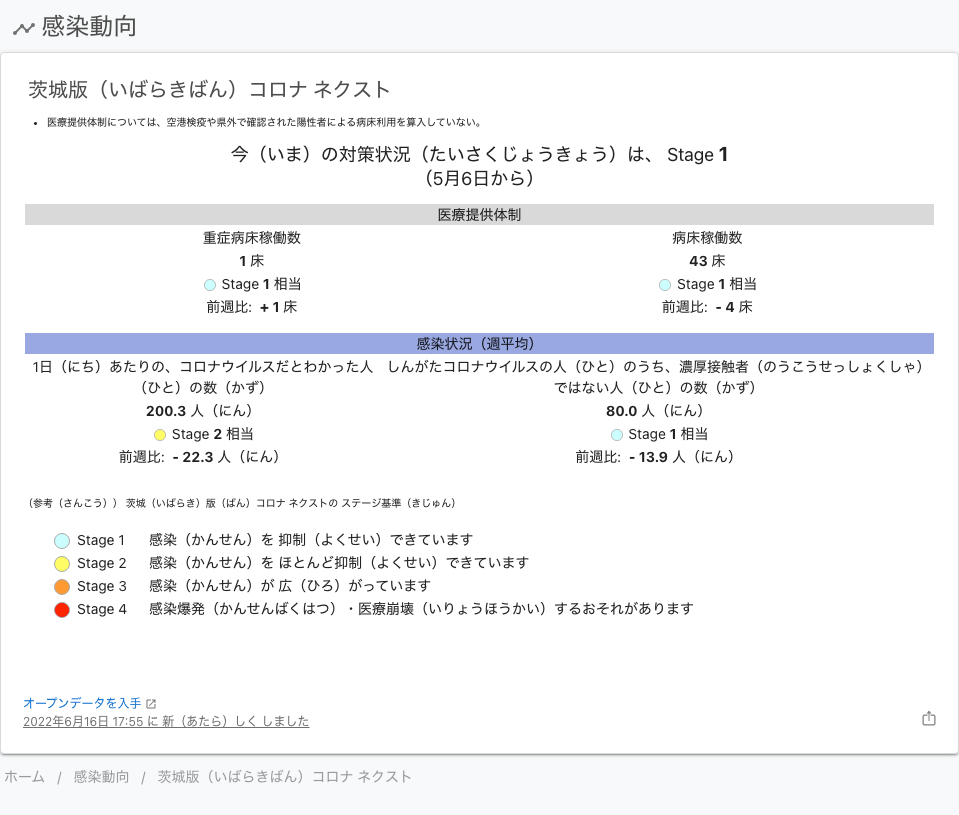 感染動向
茨城版（いばらきばん）コロナ ネクスト
• 医療提供体制については、空港検疫や県外で確認された陽性者による病床利用を算入していない。
今（いま）の対策状況（たいさくじょうきょう）は、 Stage 1
（5月6日から）
医療提供体制
重症病床稼働数
1 床
Stage 1 相当
前週比: + 1 床
病床稼働数
43 床
Stage 1 相当
前週比: - 4 床
感染状況（週平均）
1日（にち）あたりの、コロナウイルスだとわかった人
（ひと）の数（かず）
200.3 人（にん）
Stage 2 相当
前週比: - 22.3 人（にん）
しんがたコロナウイルスの人（ひと）のうち、濃厚接触者（のうこうせっしょくしゃ）
ではない人（ひと）の数（かず）
80.0 人（にん）
Stage 1 相当
前週比: - 13.9 人（にん）
（参考（さんこう）） 茨城（いばらき）版（ばん）コロナ ネクストの ステージ基準（きじゅん）
Stage 1 感染（かんせん）を 抑制（よくせい）できています
Stage 2 感染（かんせん）を ほとんど抑制（よくせい）できています
Stage 3 感染（かんせん）が 広（ひろ）がっています
Stage 4 感染爆発（かんせんばくはつ）・医療崩壊（いりょうほうかい）するおそれがあります
オープンデータを入手
2022年6月16日 17:55 に 新（あたら）しく しました
ホーム / 感染動向 / 茨城版（いばらきばん）コロナ ネクスト